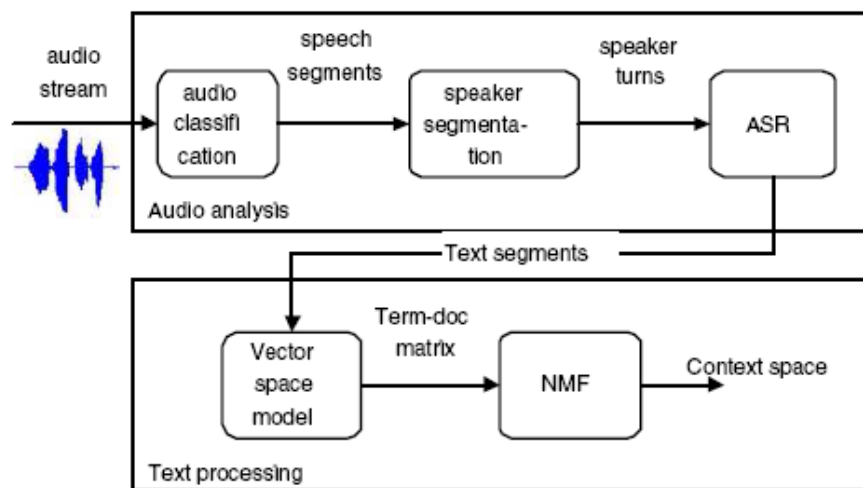 audio
stream
audio
classifi
cation
speech
segments
speaker
segmenta-
tion
speaker
turns
ASR
Audio analysis
Text segments
Vector
space
model
Term-doc
matrix
NMF
Context space
Text processing